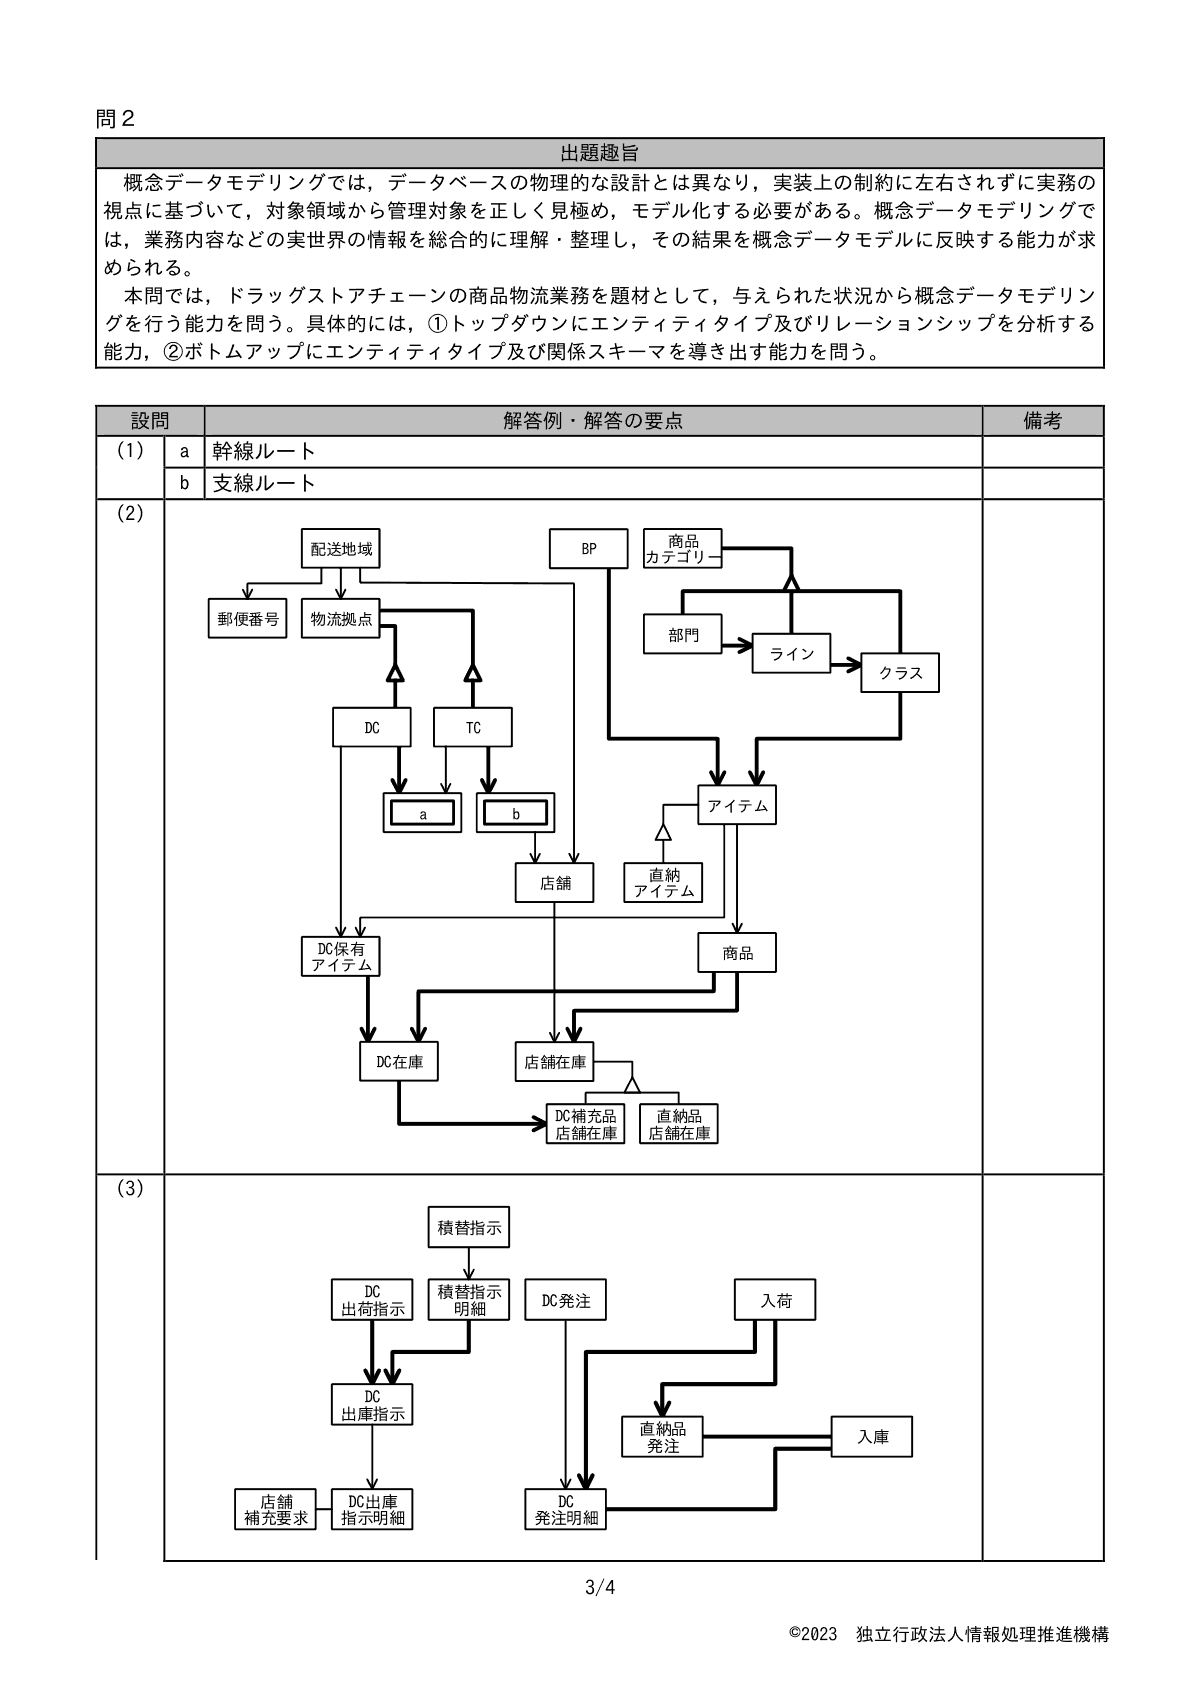 問2
出題趣旨
概念データモデリングでは，データベースの物理的な設計とは異なり，実装上の制約に左右されずに実務の
視点に基づいて，対象領域から管理対象を正しく見極め，モデル化する必要がある。概念データモデリングで
は，業務内容などの実世界の情報を総合的に理解・整理し，その結果を概念データモデルに反映する能力が求
められる。
本問では，ドラッグストアチェーンの商品物流業務を題材として，与えられた状況から概念データモデリン
グを行う能力を問う。具体的には，①トップダウンにエンティティタイプ及びリレーションシップを分析する
能力，②ボトムアップにエンティティタイプ及び関係スキーマを導き出す能力を問う。
設問 解答例・解答の要点 備考
(1) a 幹線ルート
b 支線ルート
(2)
配送地域
BP
商品
カテゴリー
郵便番号
物流拠点
部門
ライン
クラス
DC
TC
アイテム
a
b
店舗
直納
アイテム
DC保有
アイテム
商品
DC在庫
店舗在庫
DC補充品
店舗在庫
直納品
店舗在庫
(3)
積替指示
DC
出荷指示
積替指示
明細
DC発注
入荷
DC
出庫指示
直納品
発注
入庫
店舗
補充要求
DC出庫
指示明細
DC
発注明細
3/4
©2023 独立行政法人情報処理推進機構